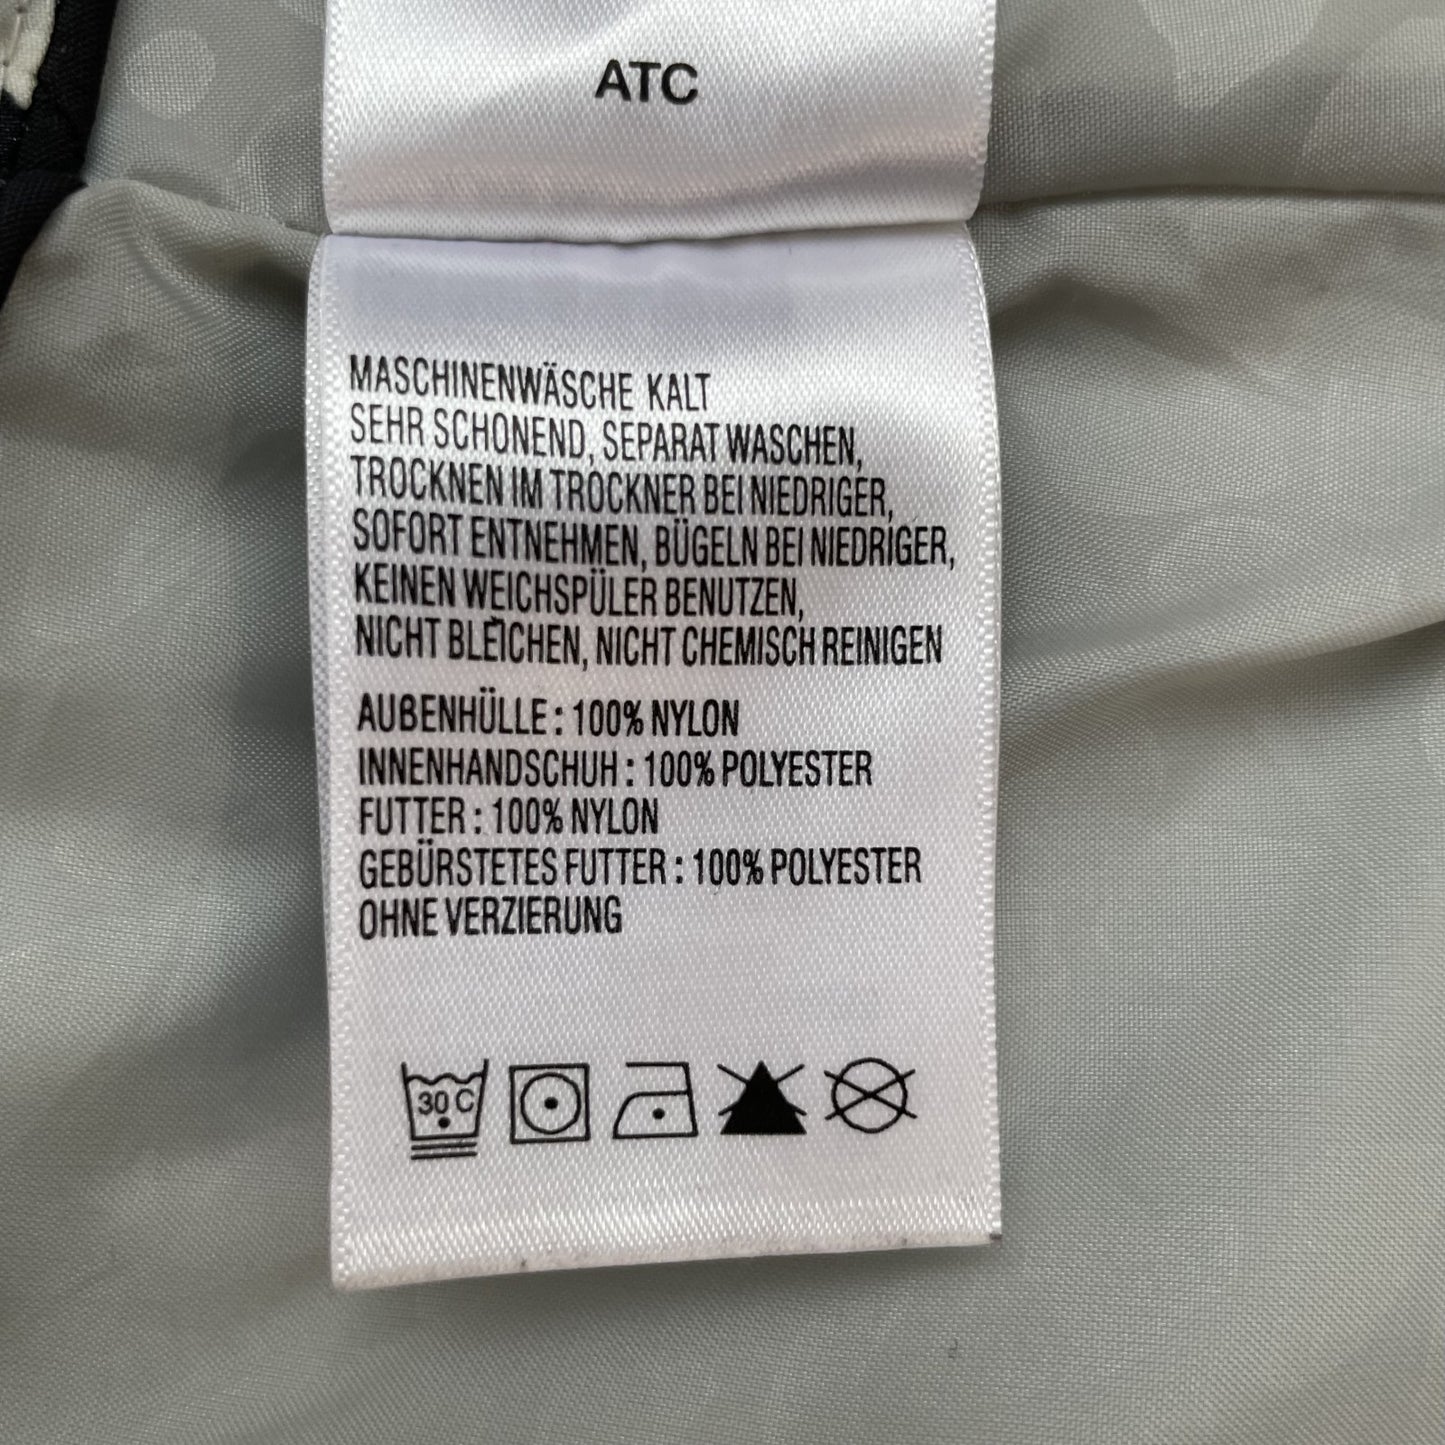 ATC
MASCHINENWÄSCHE KALT
SEHR SCHONEND, SEPARAT WASCHEN,
TROCKNEN IM TROCKNER BEI NIEDRIGER,
SOFORT ENTNEHMEN, BÜGELN BEI NIEDRIGER,
KEINEN WEICHSPÜLER BENUTZEN,
NICHT BLEICHEN, NICHT CHEMISCH REINIGEN
AUßENHÜLLE : 100% NYLON
INNENHANDSCHUH : 100% POLYESTER
FUTTER : 100% NYLON
GEBÜRSTETES FUTTER : 100% POLYESTER
OHNE VERZIERUNG
30 C